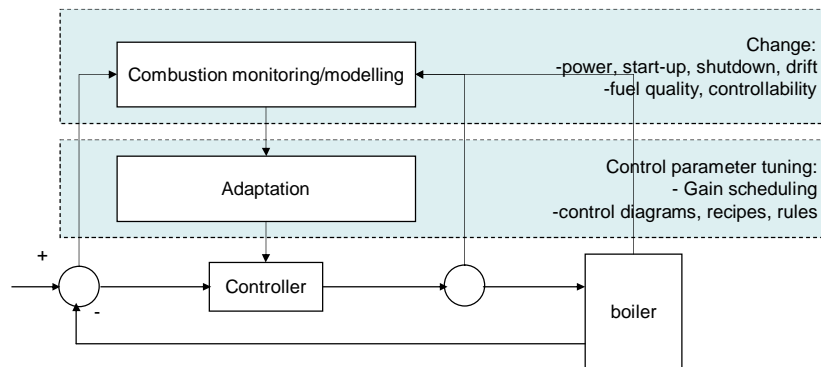 Change:
-power, start-up, shutdown, drift
-fuel quality, controllability
Combustion monitoring/modelling
Control parameter tuning:
- Gain scheduling
-control diagrams, recipes, rules
Adaptation
+
-
Controller
boiler